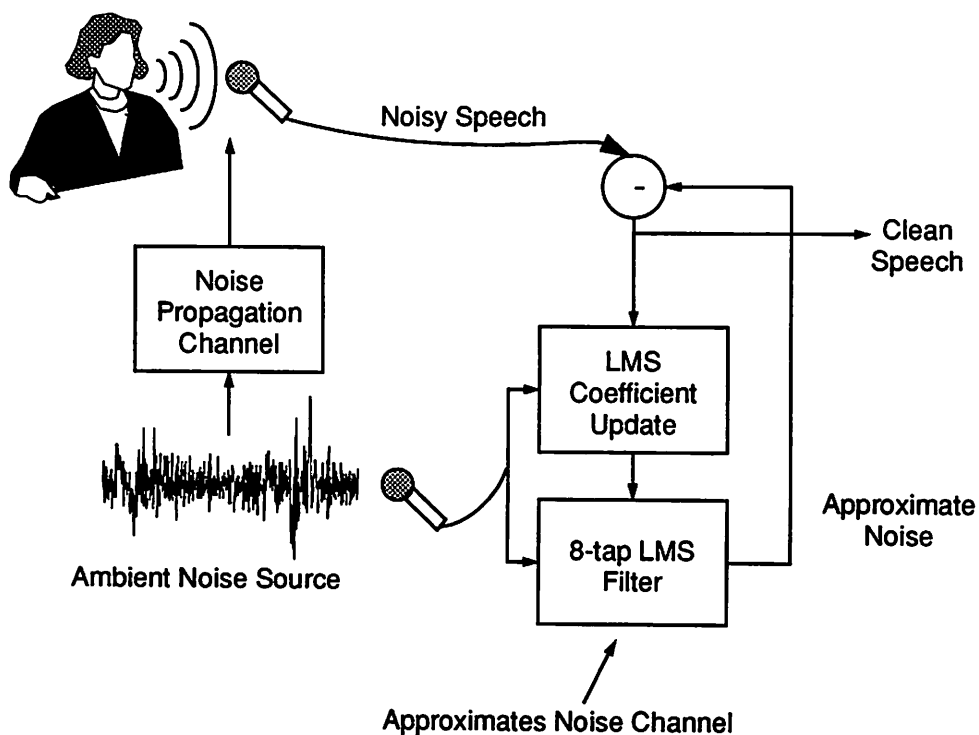 Noisy Speech
-
Clean
Speech
Noise
Propagation
Channel
LMS
Coefficient
Update
Approximate
Noise
8-tap LMS
Filter
Ambient Noise Source
Approximates Noise Channel